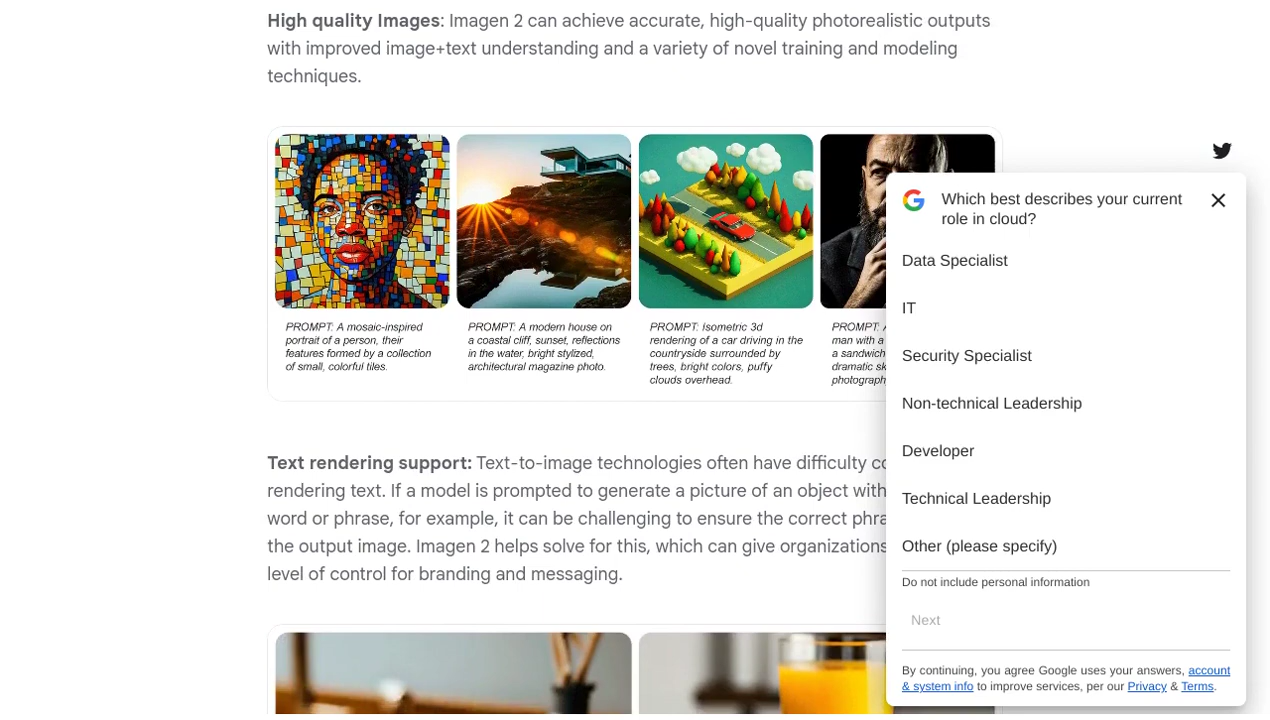 High quality Images: Imagen 2 can achieve accurate, high-quality photorealistic outputs
with improved image+text understanding and a variety of novel training and modeling
techniques.
PROMPT: A mosaic-inspired
portrait of a person, their
features formed by a collection
of small, colorful tiles.
PROMPT: A modern house on
a coastal cliff, sunset, reflections
in the water, bright stylized,
architectural magazine photo.
PROMPT: Isometric 3d
rendering of a car driving in the
countryside surrounded by
trees, bright colors, puffy
clouds overhead.
PROMPT: A
man with a
a sandwich
dramatic sk
photograph
Text rendering support: Text-to-image technologies often have difficulty co
rendering text. If a model is prompted to generate a picture of an object with
word or phrase, for example, it can be challenging to ensure the correct phra
the output image. Imagen 2 helps solve for this, which can give organizations
level of control for branding and messaging.
Which best describes your current
role in cloud?
Data Specialist
IT
Security Specialist
Non-technical Leadership
Developer
Technical Leadership
Other (please specify)
Do not include personal information
Next
By continuing, you agree Google uses your answers, account
& system info to improve services, per our Privacy & Terms.